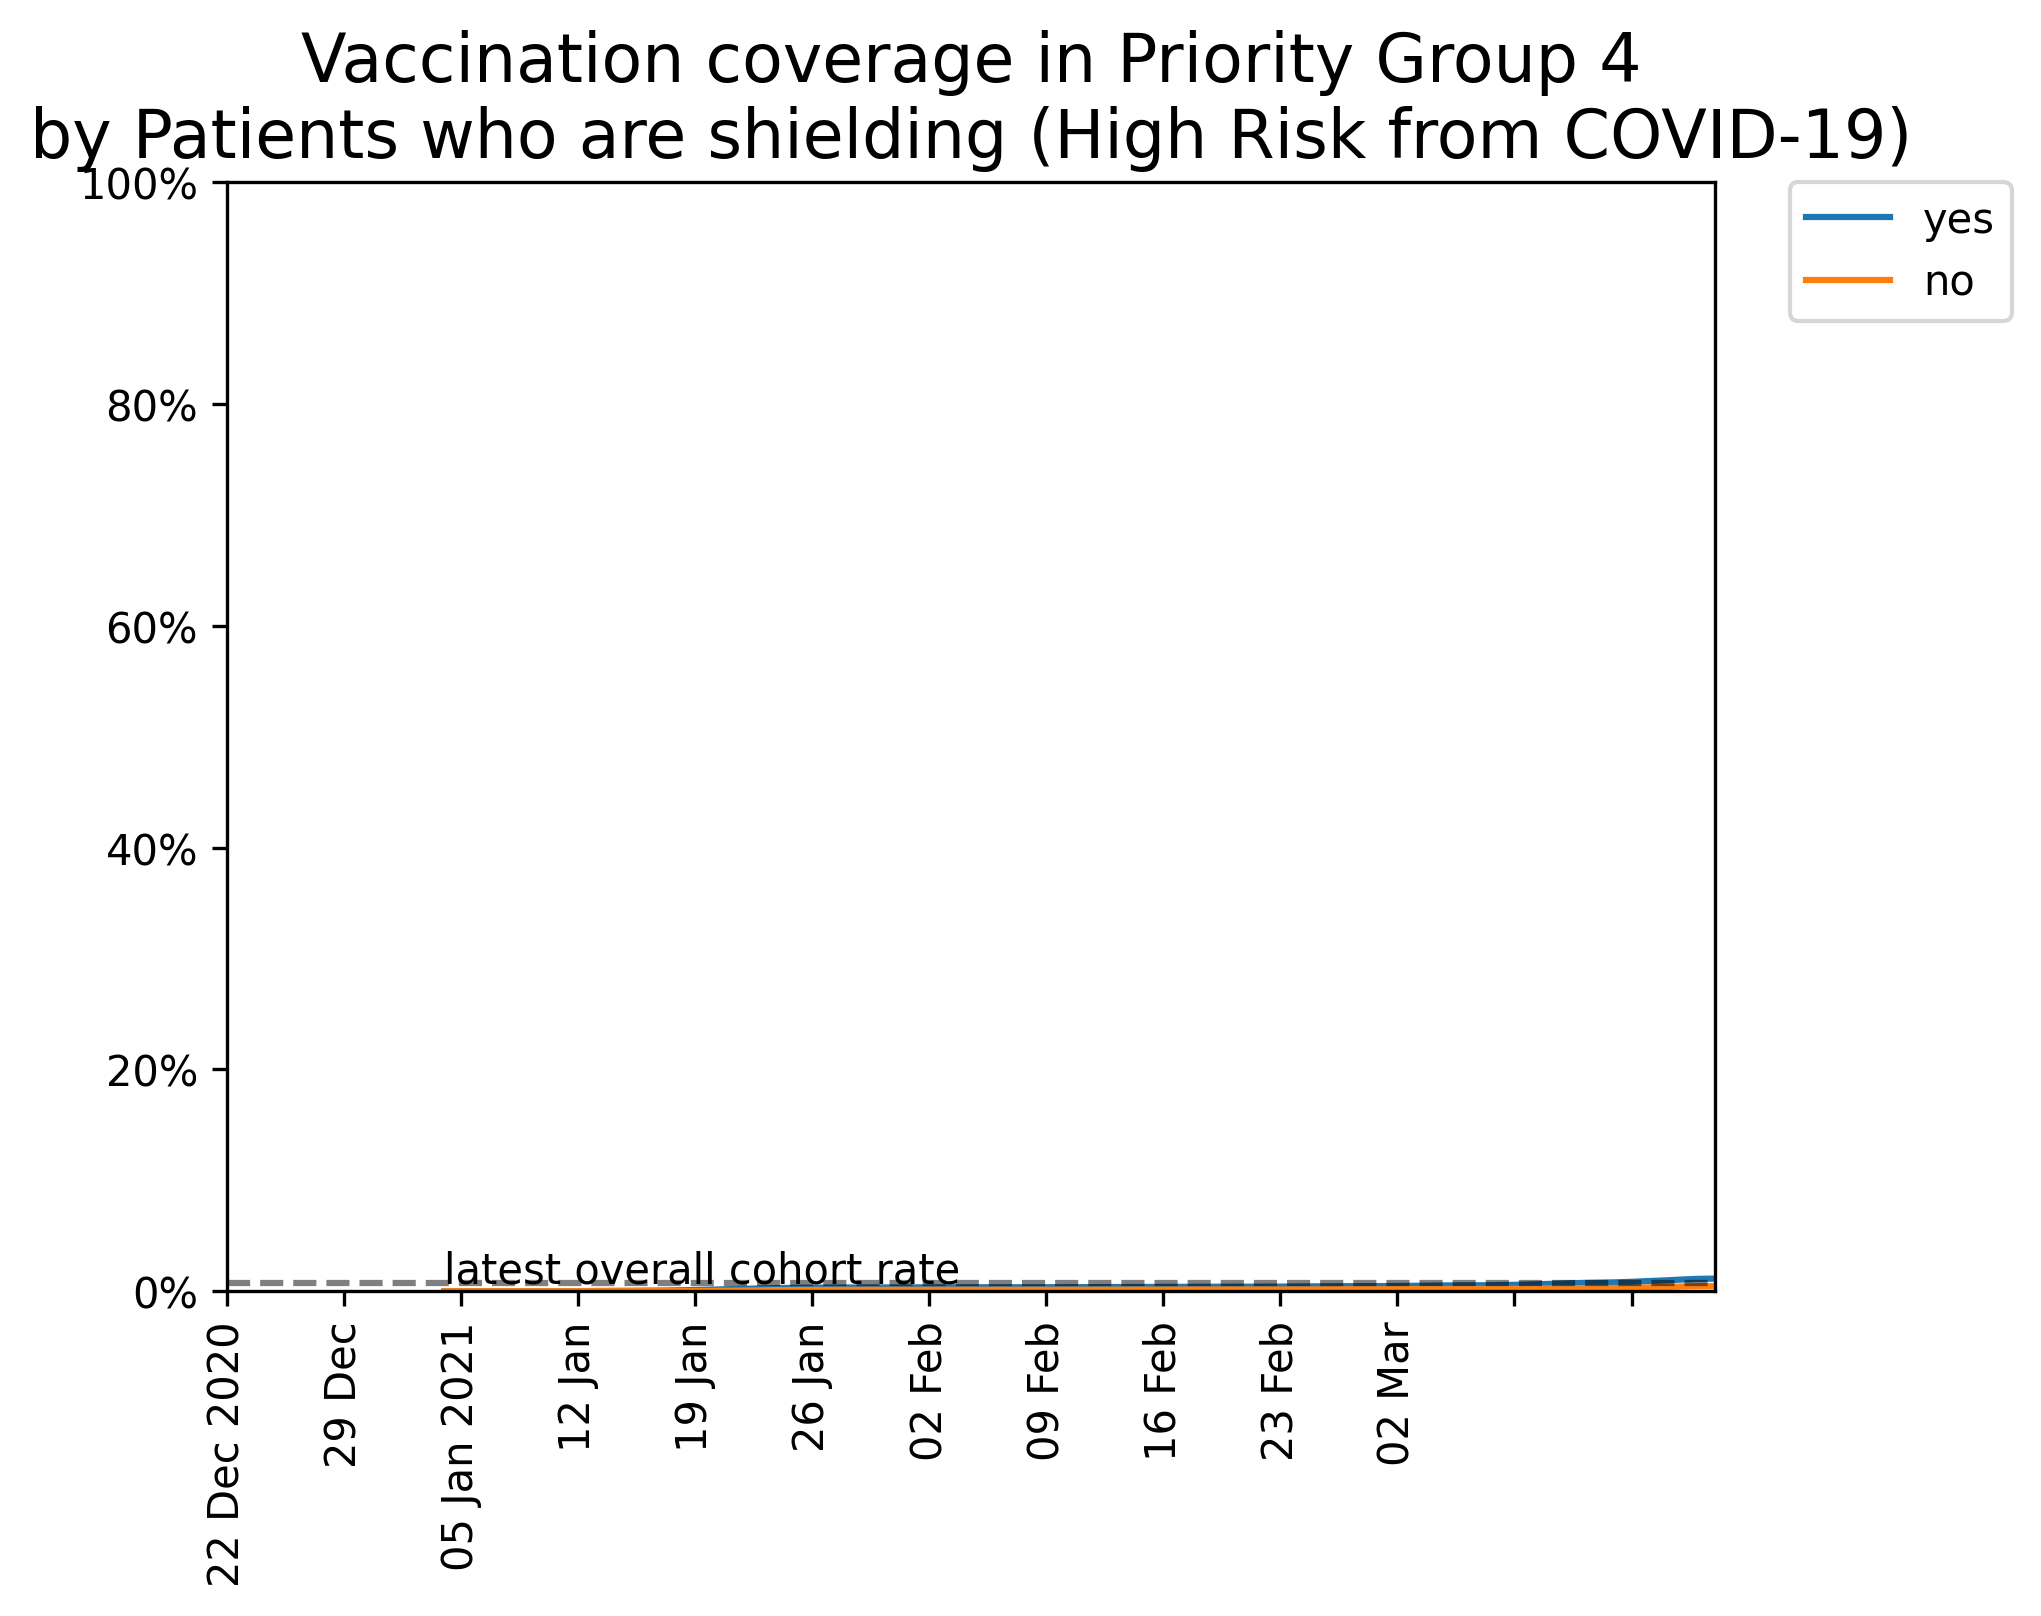 Vaccination coverage in Priority Group 4
by Patients who are shielding (High Risk from COVID-19)
100%
80%
60%
40%
20%
0%
yes
no
latest overall cohort rate
22 Dec 2020
29 Dec
05 Jan 2021
12 Jan
19 Jan
26 Jan
02 Feb
09 Feb
16 Feb
23 Feb
02 Mar